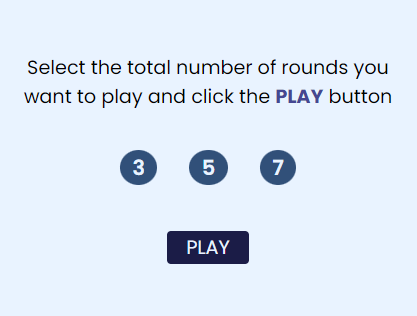 Select the total number of rounds you
want to play and click the PLAY button
3 5 7
PLAY